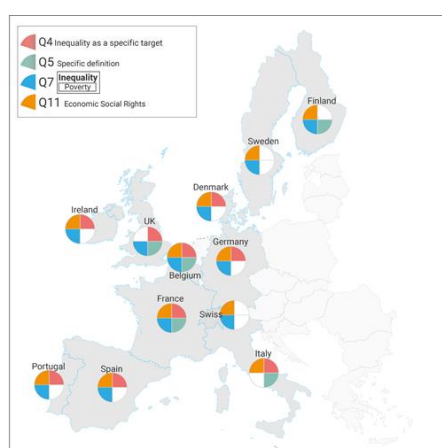 Q4 Inequality as a specific target
Q5 Specific definition
Q7 Inequality
Poverty
Q11 Economic Social Rights
Finland
Sweden
Denmark
Ireland
UK
Germany
Belgium
France
Swiss
Italy
Portugal
Spain